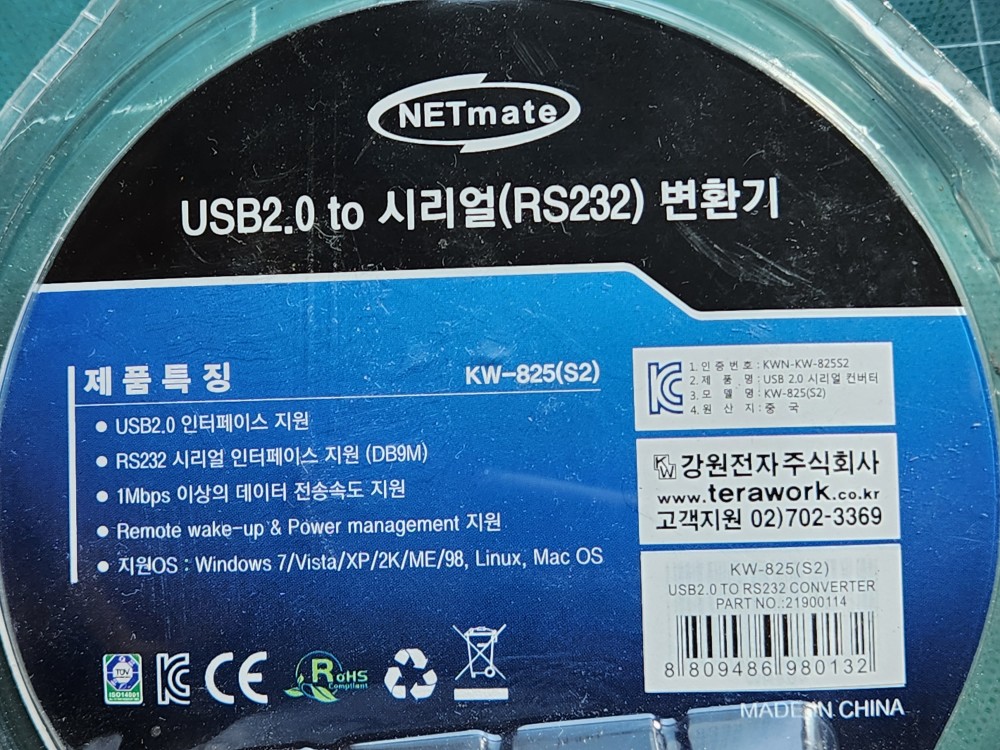 NETmate
USB2.0 to 시리얼(RS232) 변환기
제품특징 KW-825(S2)
● USB2.0 인터페이스 지원
● RS232 시리얼 인터페이스 지원 (DB9M)
● 1Mbps 이상의 데이터 전송속도 지원
● Remote wake-up & Power management 지원
● 지원OS : Windows 7/Vista/XP/2K/ME/98, Linux, Mac OS
1. 인증번호 : KWN-KW-825S2
2. 제 품 명 : USB 2.0 시리얼 컨버터
3. 모 델 명 : KW-825(S2)
4. 원 산 지 : 중 국
KW 강원전자주식회사
www.terawork.co.kr
고객지원 02)702-3369
KW-825(S2)
USB2.0 TO RS232 CONVERTER
PART NO.:21900114
8 809486 980132
TÜV
ISO14001
CE
RoHS
Compliant
MADE IN CHINA